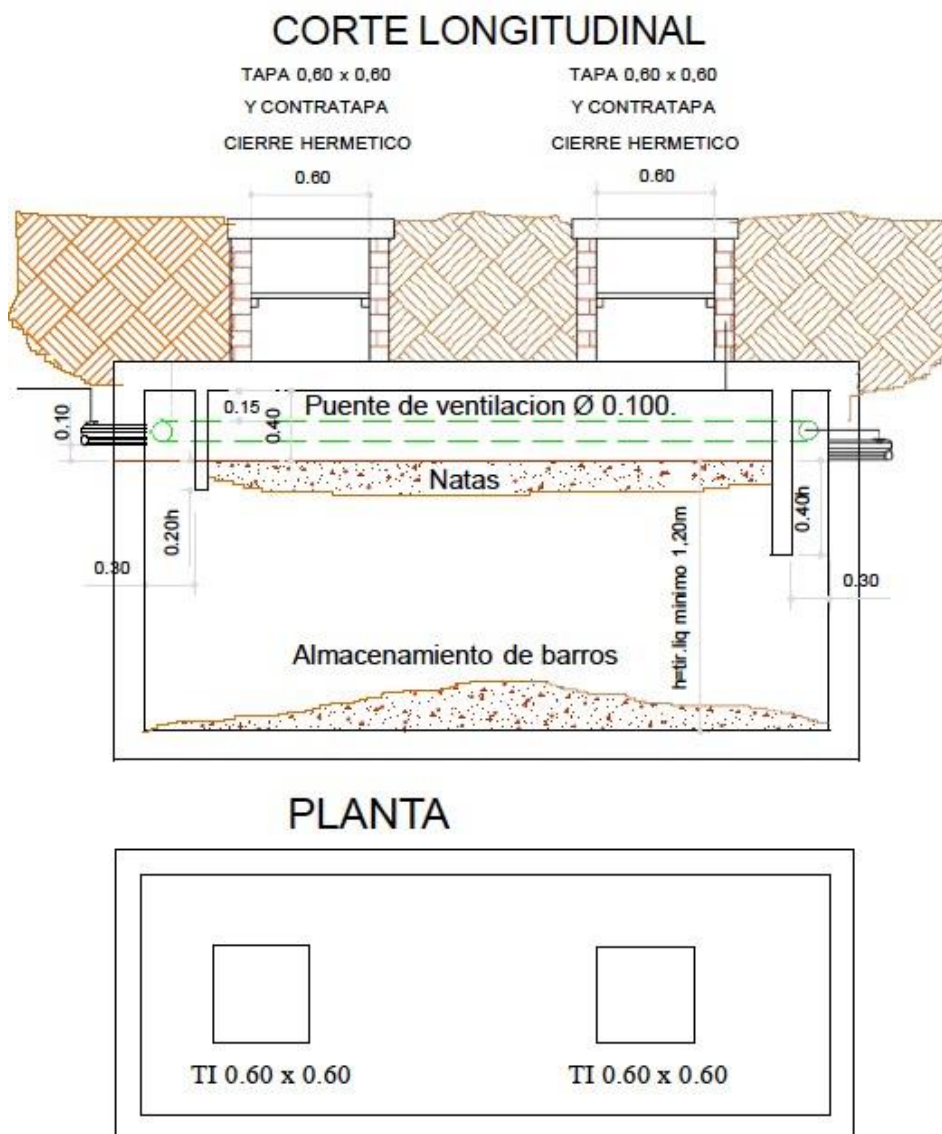 CORTE LONGITUDINAL
TAPA 0,60 x 0,60
Y CONTRATAPA
CIERRE HERMETICO
0.60
TAPA 0,60 x 0,60
Y CONTRATAPA
CIERRE HERMETICO
0.60
0.10
0.15
0.40
Puente de ventilacion Ø 0.100.
Natas
0.20h
0.40h
0.30
0.30
h=tir.liq minimo 1,20m
Almacenamiento de barros
PLANTA
TI 0.60 x 0.60
TI 0.60 x 0.60